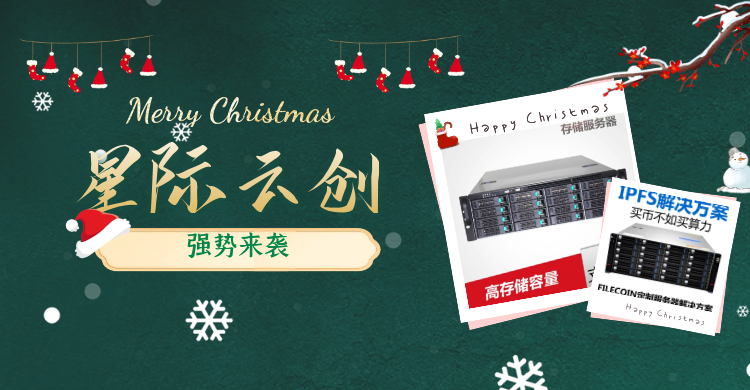 Merry Christmas
星际云创
强势来袭
Happy Christmas
存储服务器
高存储容量
IPFS解决方案
买币不如买算力
FILECOIN定制服务器解决方案
Happy Christmas